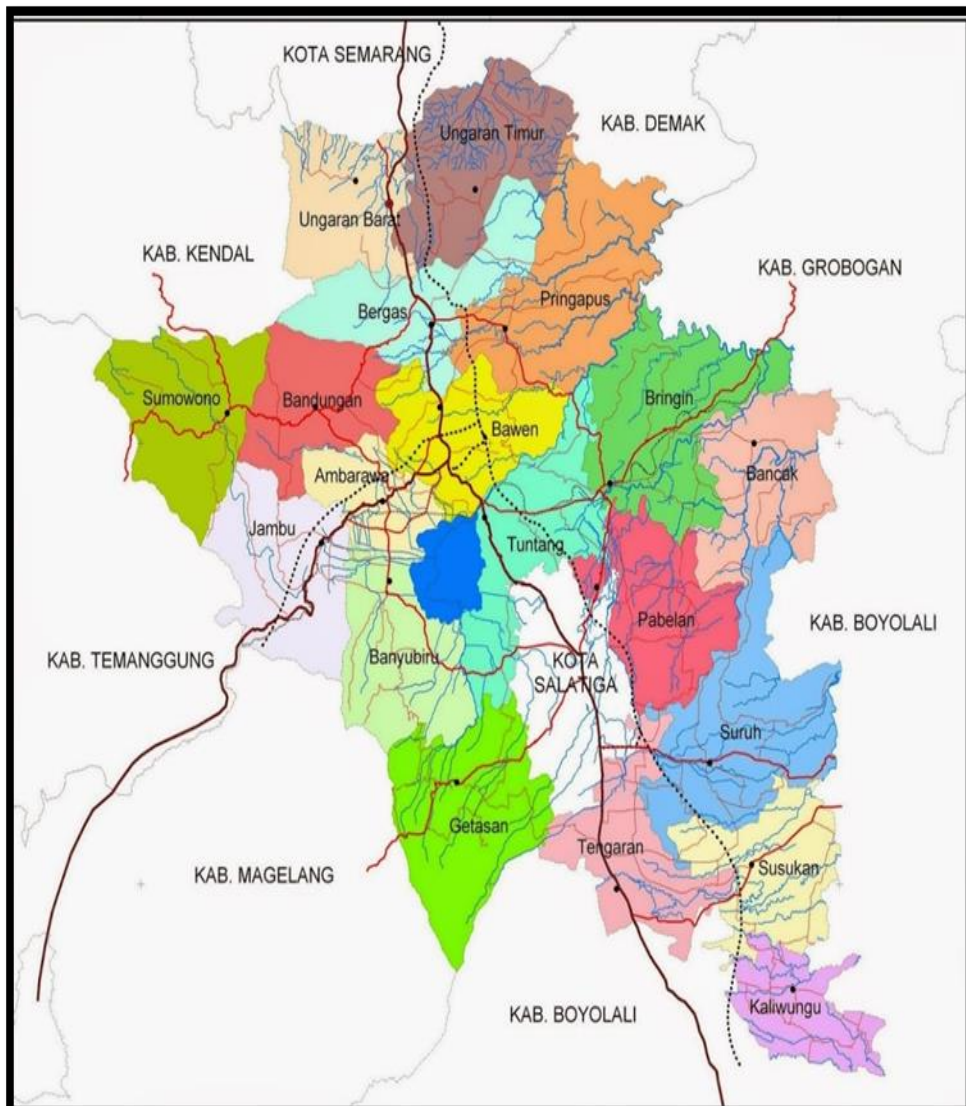 KOTA SEMARANG
Ungaran Timur
KAB. DEMAK
Ungaran Barat
KAB. KENDAL
KAB. GROBOGAN
Pringapus
Bergas
Sumowono
Bandungan
Bringin
Bawen
Ambarawa
Bancak
Jambu
Tuntang
Pabelan
KAB. BOYOLALI
KAB. TEMANGGUNG
Banyubiru
KOTA
SALATIGA
Suruh
Getasan
Tengaran
KAB. MAGELANG
Susukan
KAB. BOYOLALI
Kaliwungu